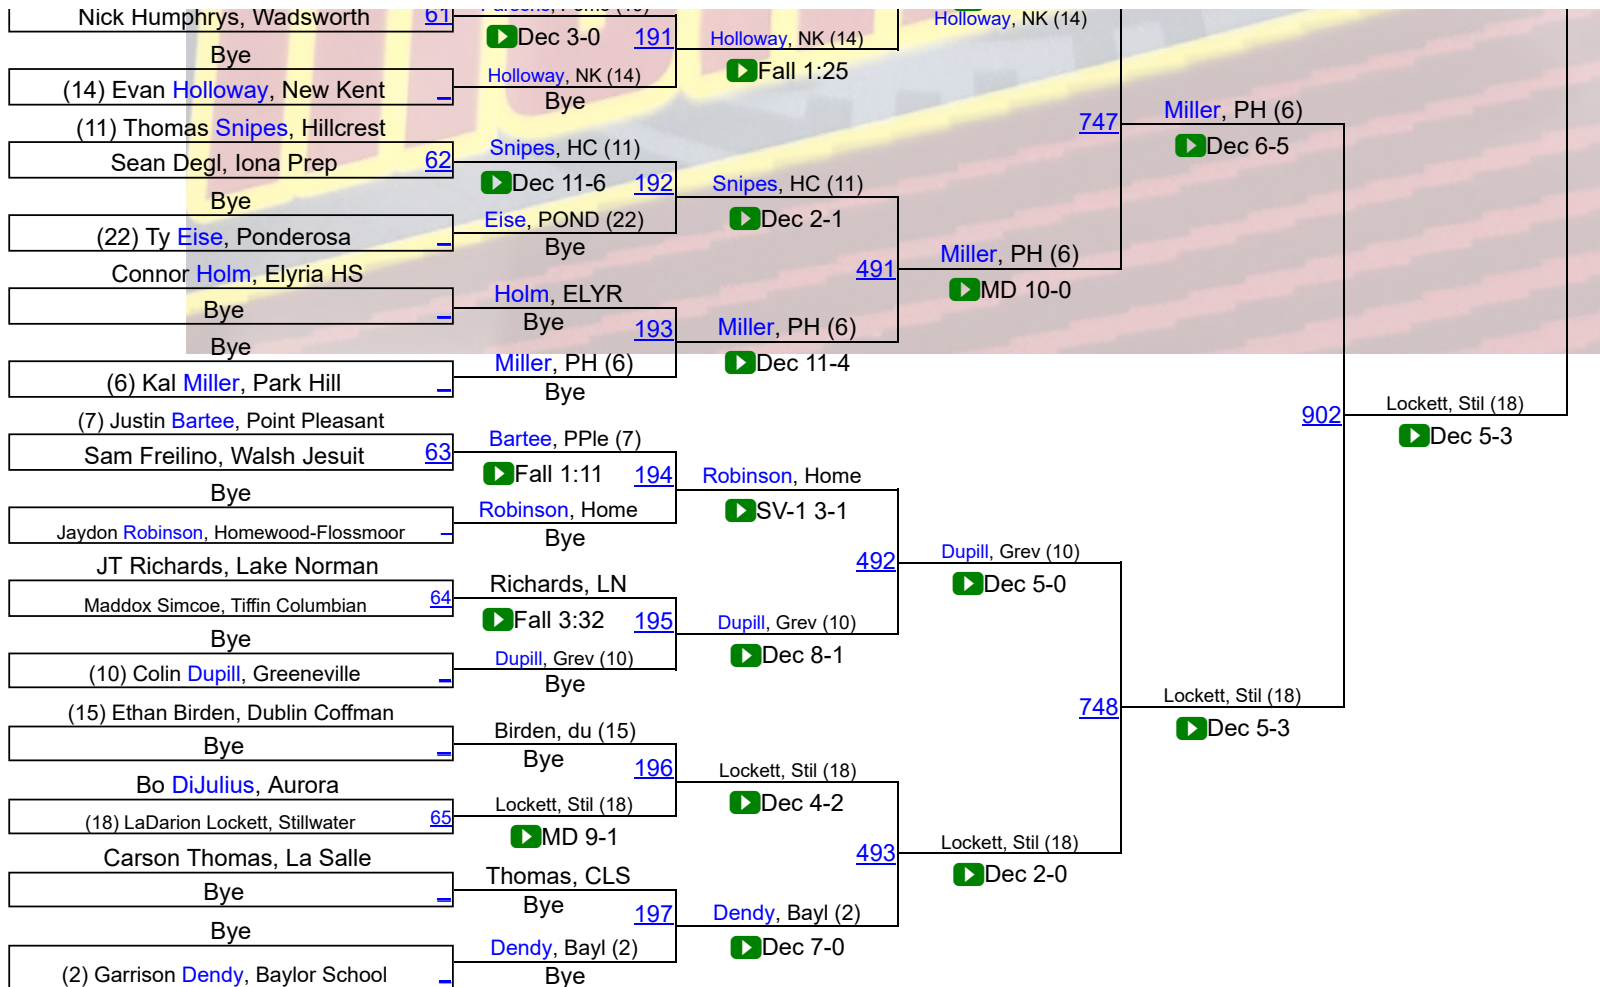 Nick Humphrys, Wadsworth
61
Bye
(14) Evan Holloway, New Kent
(11) Thomas Snipes, Hillcrest
Sean Degl, Iona Prep
62
Bye
(22) Ty Eise, Ponderosa
Connor Holm, Elyria HS
Bye
Bye
(6) Kal Miller, Park Hill
(7) Justin Bartee, Point Pleasant
Sam Freilino, Walsh Jesuit
63
Bye
Jaydon Robinson, Homewood-Flossmoor
JT Richards, Lake Norman
Maddox Simcoe, Tiffin Columbian
64
Bye
(10) Colin Dupill, Greeneville
(15) Ethan Birden, Dublin Coffman
Bye
Bo DiJulius, Aurora
(18) LaDarion Lockett, Stillwater
65
Carson Thomas, La Salle
Bye
Bye
(2) Garrison Dendy, Baylor School
Dec 3-0
191
Holloway, NK (14)
Bye
Snipes, HC (11)
Dec 11-6
192
Eise, POND (22)
Bye
Holm, ELYR
Bye
193
Miller, PH (6)
Bye
Bartee, PPle (7)
Fall 1:11
194
Robinson, Home
Bye
Richards, LN
Fall 3:32
195
Dupill, Grev (10)
Bye
Birden, du (15)
Bye
196
Lockett, Stil (18)
MD 9-1
Thomas, CLS
Bye
197
Dendy, Bayl (2)
Bye
Holloway, NK (14)
Fall 1:25
Snipes, HC (11)
Dec 2-1
491
Miller, PH (6)
Dec 11-4
Robinson, Home
SV-1 3-1
492
Dupill, Grev (10)
Dec 8-1
Lockett, Stil (18)
Dec 4-2
493
Dendy, Bayl (2)
Dec 7-0
Holloway, NK (14)
747
Miller, PH (6)
MD 10-0
Dupill, Grev (10)
Dec 5-0
748
Lockett, Stil (18)
Dec 2-0
Miller, PH (6)
Dec 6-5
902
Lockett, Stil (18)
Dec 5-3
Lockett, Stil (18)
Dec 5-3